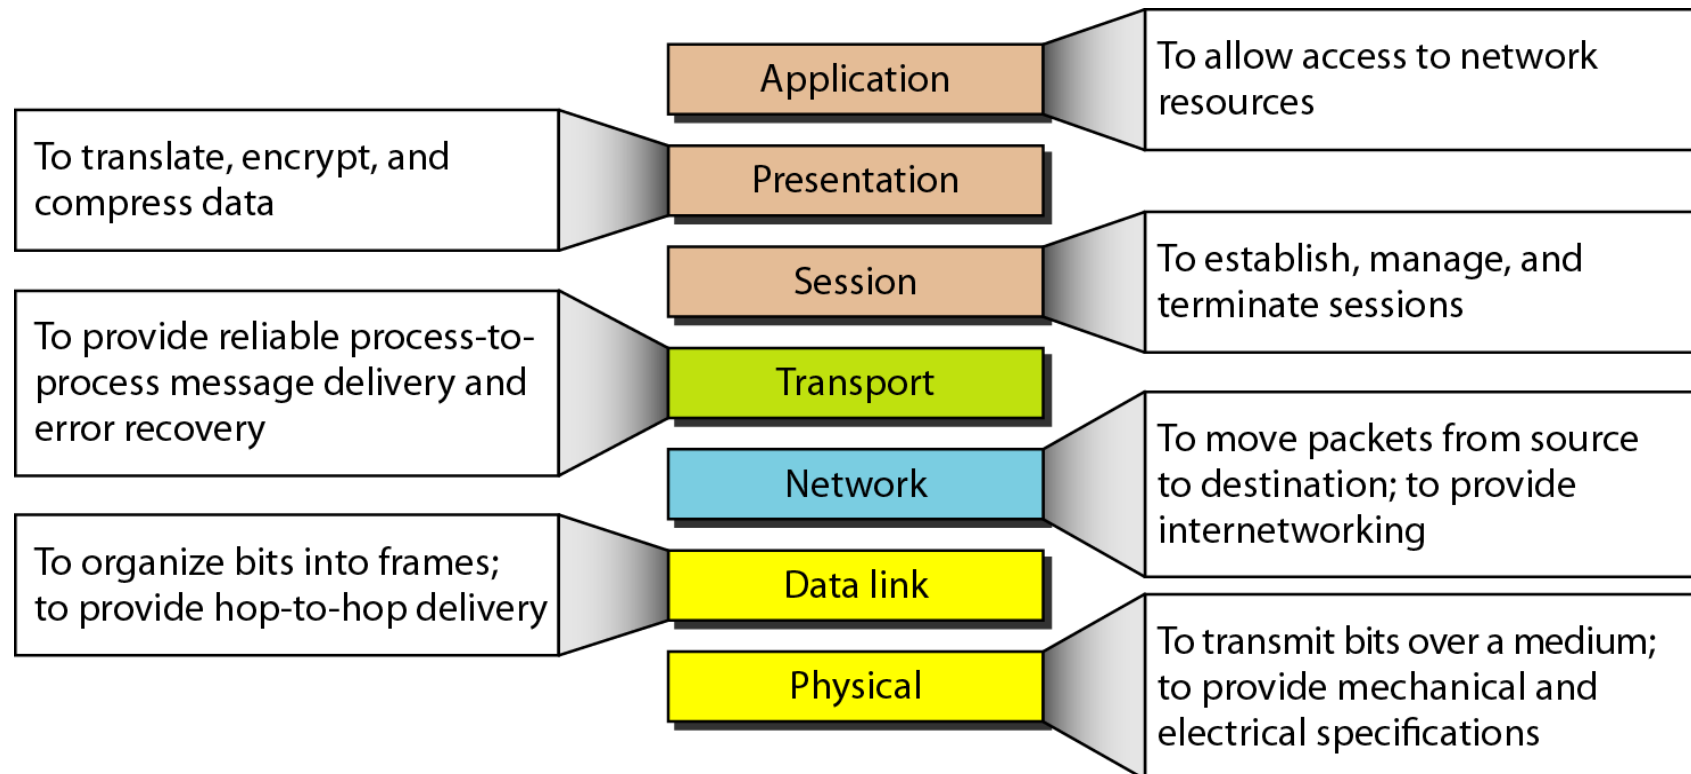 Application
To allow access to network
resources
To translate, encrypt, and
compress data
Presentation
Session
To establish, manage, and
terminate sessions
To provide reliable process-to-
process message delivery and
error recovery
Transport
Network
To move packets from source
to destination; to provide
internetworking
To organize bits into frames;
to provide hop-to-hop delivery
Data link
Physical
To transmit bits over a medium;
to provide mechanical and
electrical specifications